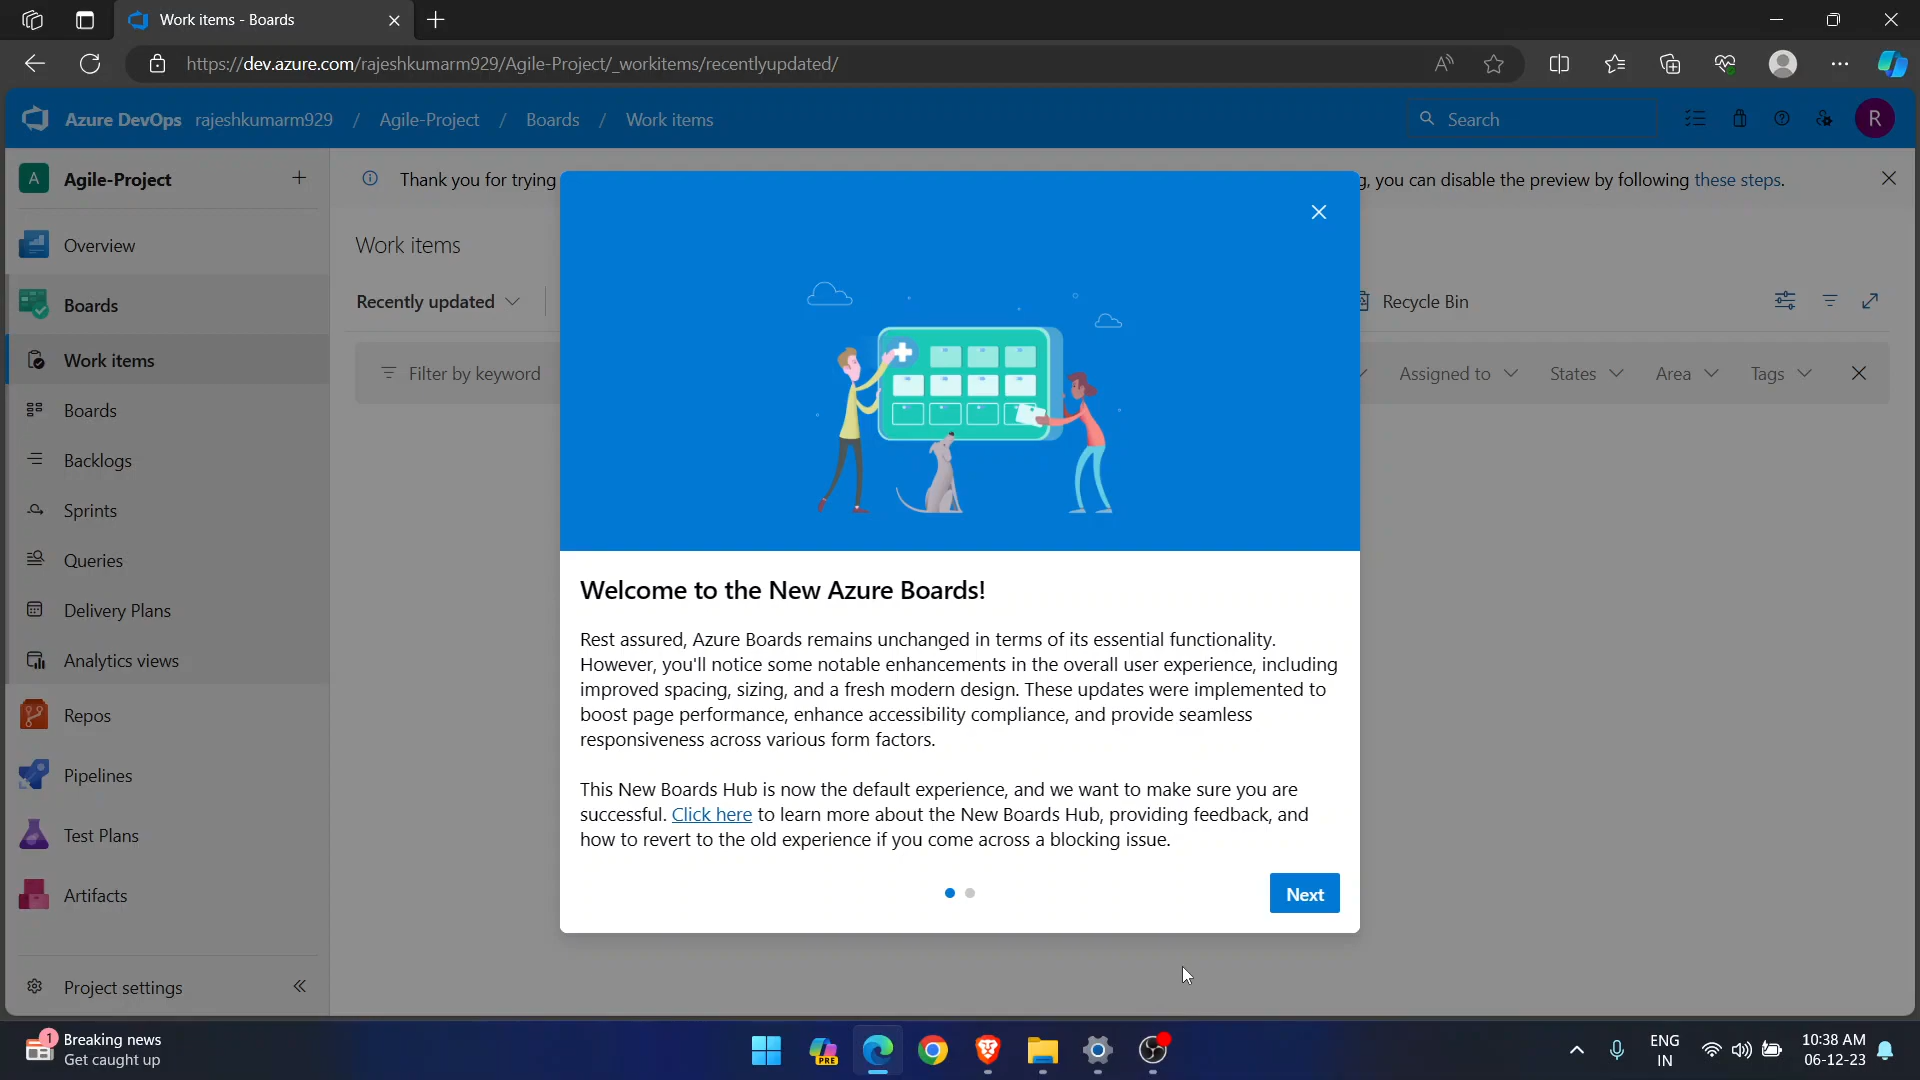 Work items - Boards
https://dev.azure.com/rajeshkumarm929/Agile-Project/_workitems/recentlyupdated/
Azure DevOps rajeshkumarm929 / Agile-Project / Boards / Work items
Search
R
A Agile-Project
Thank you for trying
g, you can disable the preview by following these steps.
Overview
Work items
Boards
Recently updated
Recycle Bin
Work items
Filter by keyword
Assigned to
States
Area
Tags
Boards
Backlogs
Sprints
Queries
Delivery Plans
Analytics views
Repos
Pipelines
Test Plans
Artifacts
Project settings
Welcome to the New Azure Boards!
Rest assured, Azure Boards remains unchanged in terms of its essential functionality.
However, you'll notice some notable enhancements in the overall user experience, including
improved spacing, sizing, and a fresh modern design. These updates were implemented to
boost page performance, enhance accessibility compliance, and provide seamless
responsiveness across various form factors.
This New Boards Hub is now the default experience, and we want to make sure you are
successful. Click here to learn more about the New Boards Hub, providing feedback, and
how to revert to the old experience if you come across a blocking issue.
Next
1
Breaking news
Get caught up
PRE
ENG
IN
10:38 AM
06-12-23